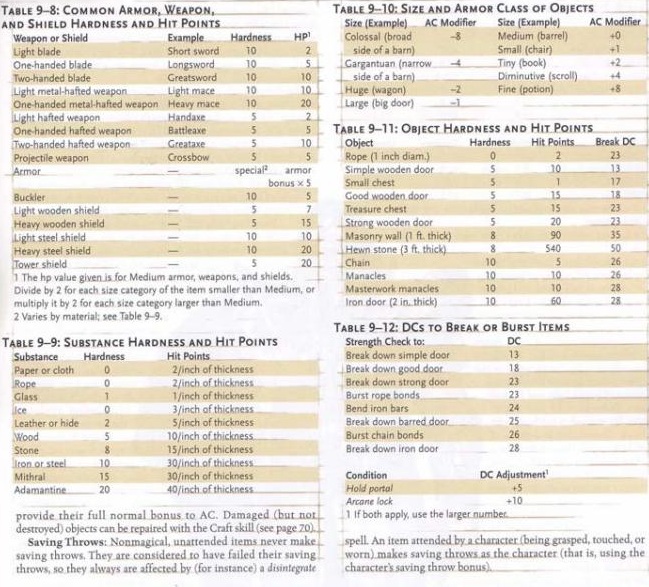 TABLE 9–8: COMMON ARMOR, WEAPON,
AND SHIELD HARDNESS AND HIT POINTS
Weapon or Shield Example Hardness HP¹
Light blade Short sword 10 2
One-handed blade Longsword 10 5
Two-handed blade Greatsword 10 10
Light metal-hafted weapon Light mace 10 10
One-handed metal-hafted weapon Heavy mace 10 20
Light hafted weapon Handaxe 5 2
One-handed hafted weapon Battleaxe 5 5
Two-handed hafted weapon Greataxe 5 10
Projectile weapon Crossbow 5 5
Armor — special² armor
bonus × 5
Buckler — 10 5
Light wooden shield — 5 7
Heavy wooden shield — 5 15
Light steel shield — 10 10
Heavy steel shield — 10 20
Tower shield — 5 20
1 The hp value given is for Medium armor, weapons, and shields.
Divide by 2 for each size category of the item smaller than Medium, or
multiply it by 2 for each size category larger than Medium.
2 Varies by material; see Table 9–9.
TABLE 9–9: SUBSTANCE HARDNESS AND HIT POINTS
Substance Hardness Hit Points
Paper or cloth 0 2/inch of thickness
Rope 0 2/inch of thickness
Glass 1 1/inch of thickness
Ice 0 3/inch of thickness
Leather or hide 2 5/inch of thickness
Wood 5 10/inch of thickness
Stone 8 15/inch of thickness
Iron or steel 10 30/inch of thickness
Mithral 15 30/inch of thickness
Adamantine 20 40/inch of thickness
provide their full normal bonus to AC. Damaged (but not
destroyed) objects can be repaired with the Craft skill (see page 70).
Saving Throws: Nonmagical, unattended items never make
saving throws. They are considered to have failed their saving
throws, so they always are affected by (for instance) a disintegrate
TABLE 9–10: SIZE AND ARMOR CLASS OF OBJECTS
Size (Example) AC Modifier Size (Example) AC Modifier
Colossal (broad –8 Medium (barrel) +0
side of a barn) Small (chair) +1
Gargantuan (narrow –4 Tiny (book) +2
side of a barn) Diminutive (scroll) +4
Huge (wagon) –2 Fine (potion) +8
Large (big door) –1
TABLE 9–11: OBJECT HARDNESS AND HIT POINTS
Object Hardness Hit Points Break DC
Rope (1 inch diam.) 0 2 23
Simple wooden door 5 10 13
Small chest 5 1 17
Good wooden door 5 15 18
Treasure chest 5 15 23
Strong wooden door 5 20 23
Masonry wall (1 ft. thick) 8 90 35
Hewn stone (3 ft. thick) 8 540 50
Chain 10 5 26
Manacles 10 10 26
Masterwork manacles 10 10 28
Iron door (2 in. thick) 10 60 28
TABLE 9–12: DCS TO BREAK OR BURST ITEMS
Strength Check to: DC
Break down simple door 13
Break down good door 18
Break down strong door 23
Burst rope bonds 23
Bend iron bars 24
Break down barred door 25
Burst chain bonds 26
Break down iron door 28
Condition DC Adjustment¹
Hold portal +5
Arcane lock +10
1 If both apply, use the larger number.
spell. An item attended by a character (being grasped, touched, or
worn) makes saving throws as the character (that is, using the
character's saving throw bonus).